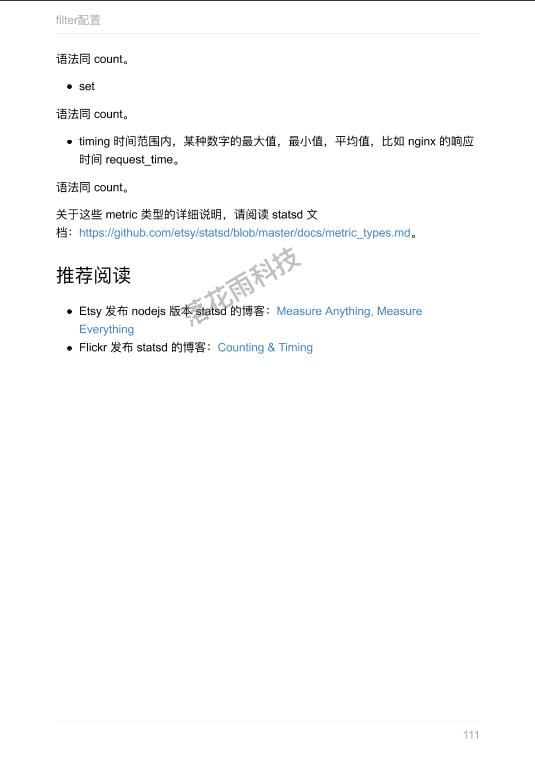 filter配置
语法同 count。
• set
语法同 count。
• timing 时间范围内，某种数字的最大值，最小值，平均值，比如 nginx 的响应
时间 request_time。
语法同 count。
关于这些 metric 类型的详细说明，请阅读 statsd 文
档：https://github.com/etsy/statsd/blob/master/docs/metric_types.md。
推荐阅读
落花雨科技
• Etsy 发布 nodejs 版本 statsd 的博客：Measure Anything, Measure
Everything
• Flickr 发布 statsd 的博客：Counting & Timing
111